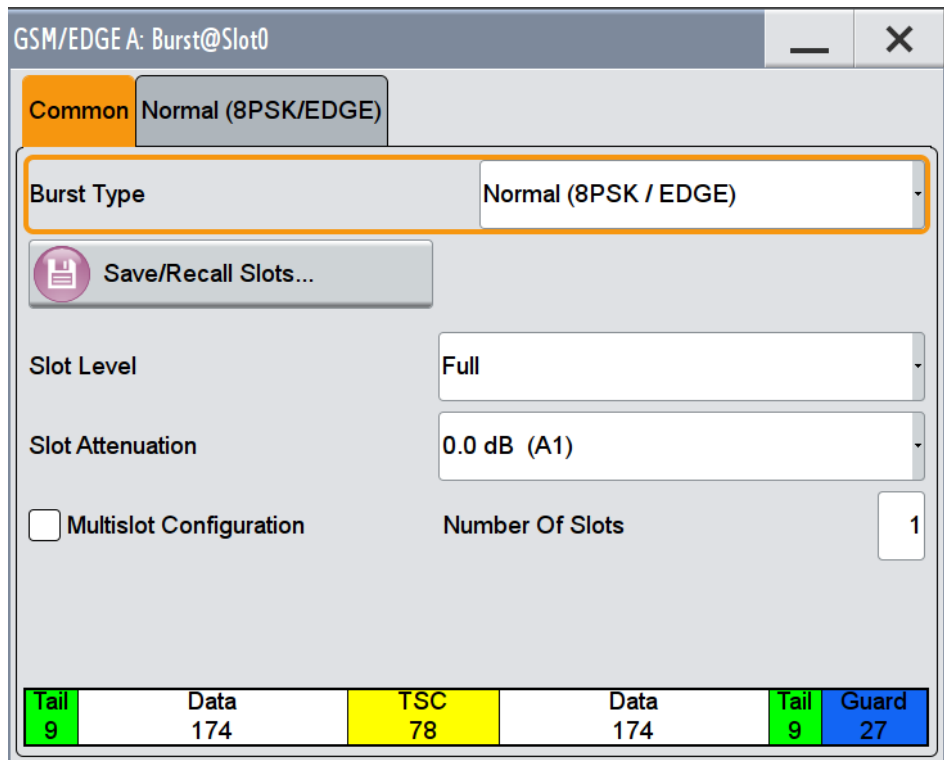 GSM/EDGE A: Burst@Slot0
Common Normal (8PSK/EDGE)
Burst Type Normal (8PSK / EDGE)
Save/Recall Slots...
Slot Level Full
Slot Attenuation 0.0 dB (A1)
Multislot Configuration Number Of Slots 1
Tail Data TSC Data Tail Guard
9 174 78 174 9 27